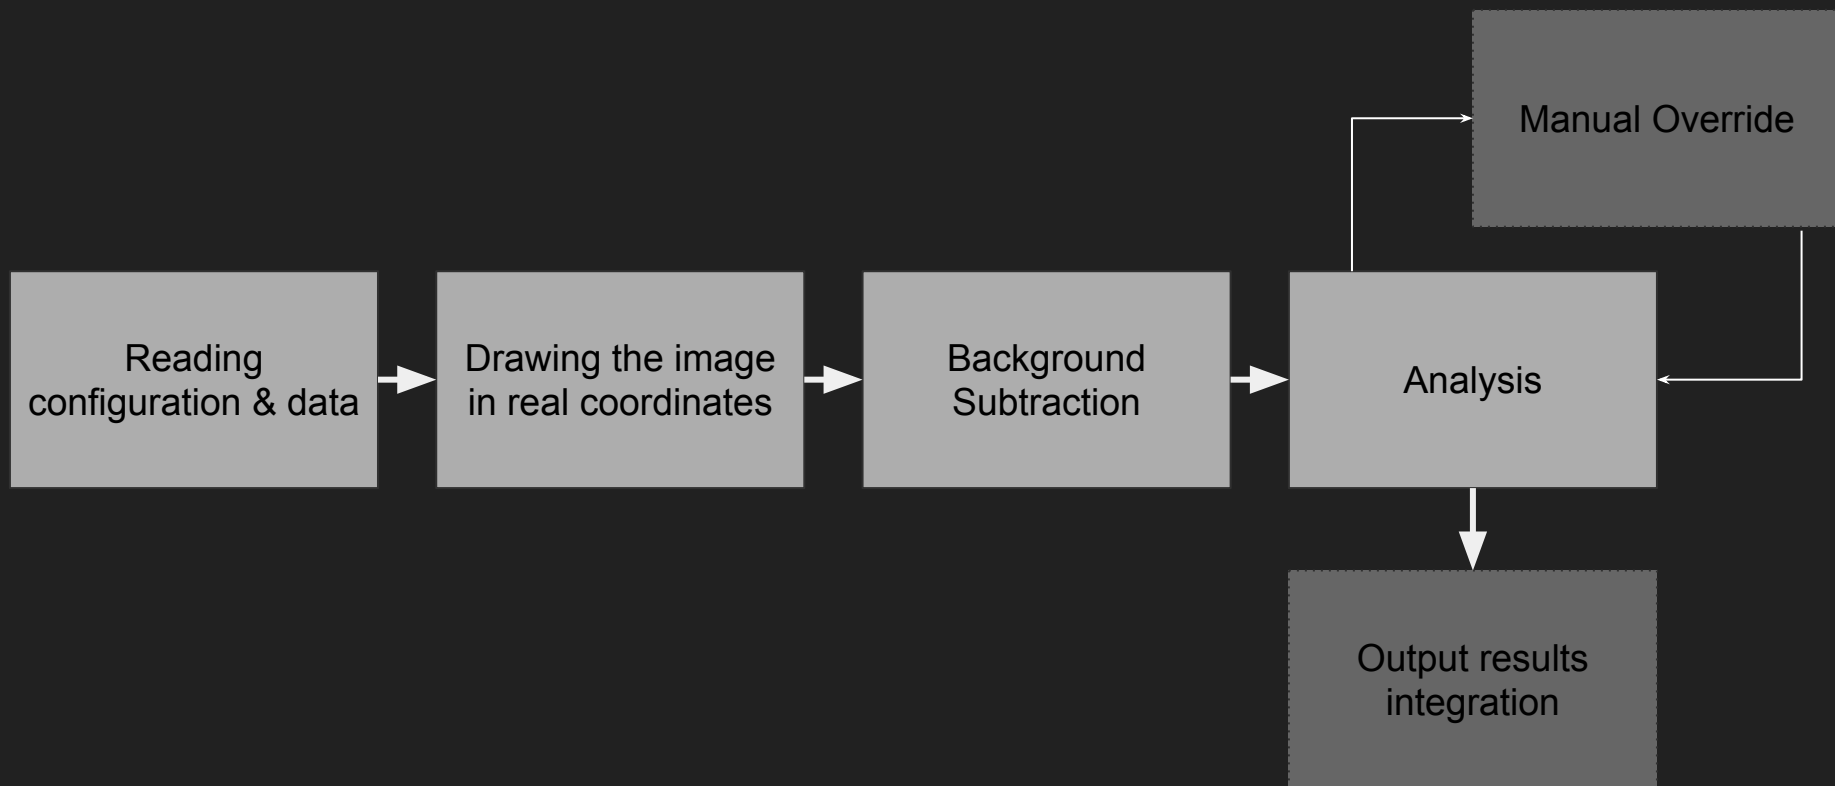 Manual Override
Reading
configuration & data
Drawing the image
in real coordinates
Background
Subtraction
Analysis
Output results
integration